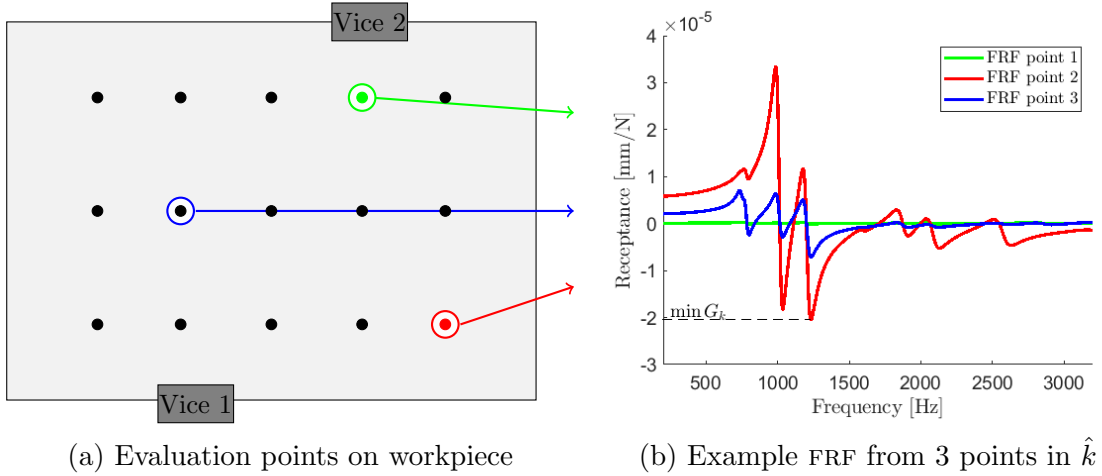 Vice 2
Vice 1
(a) Evaluation points on workpiece
×10⁻⁵
4
3
2
1
0
-1
-2
-3
Receptance [mm/N]
FRF point 1
FRF point 2
FRF point 3
min Gₖ
500 1000 1500 2000 2500 3000
Frequency [Hz]
(b) Example FRF from 3 points in k̂